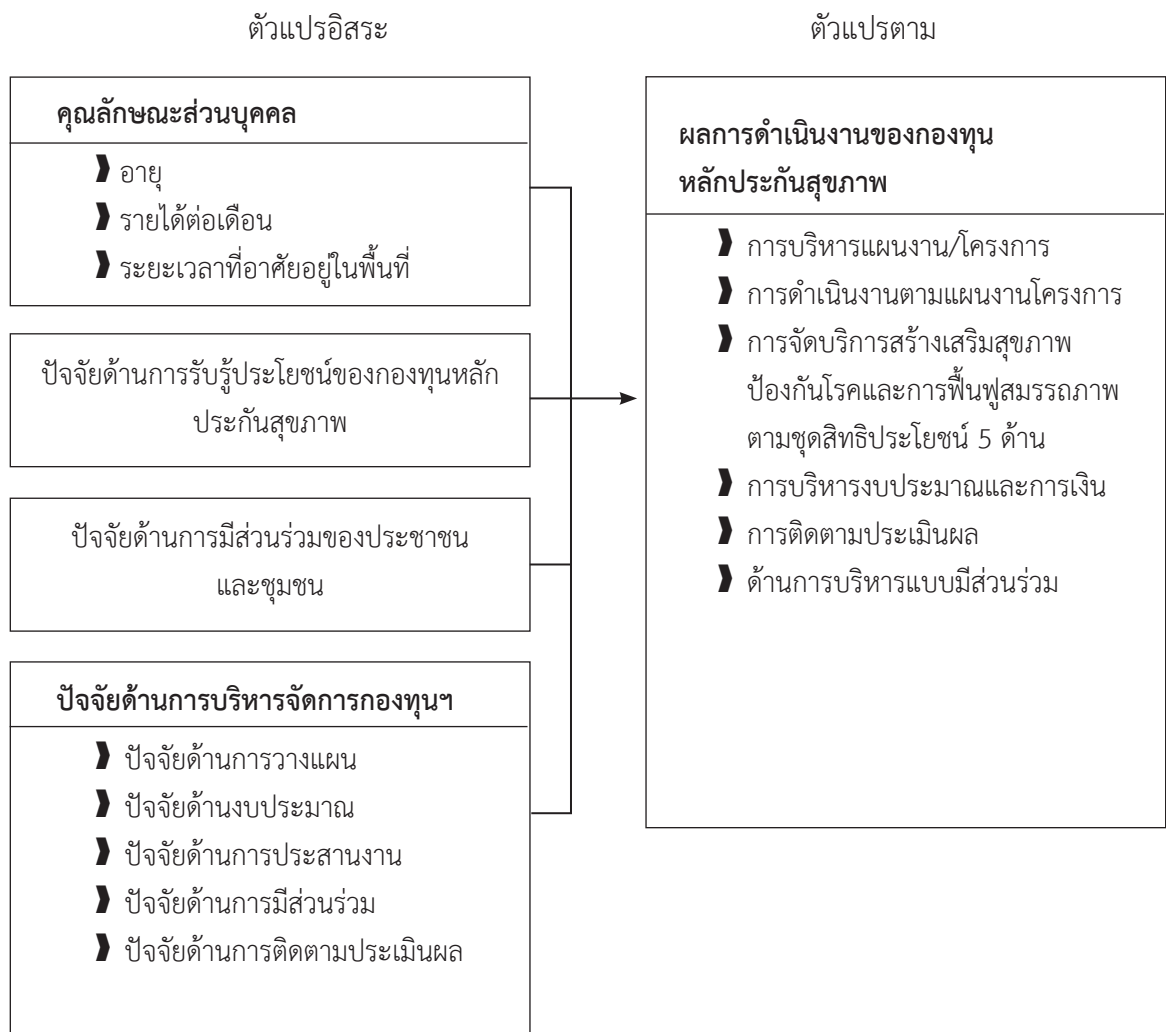 ตัวแปรอิสระ
ตัวแปรตาม
คุณลักษณะส่วนบุคคล
อายุ
รายได้ต่อเดือน
ระยะเวลาที่อาศัยอยู่ในพื้นที่
ปัจจัยด้านการรับรู้ประโยชน์ของกองทุนหลัก
ประกันสุขภาพ
ปัจจัยด้านการมีส่วนร่วมของประชาชน
และชุมชน
ปัจจัยด้านการบริหารจัดการกองทุนฯ
ปัจจัยด้านการวางแผน
ปัจจัยด้านงบประมาณ
ปัจจัยด้านการประสานงาน
ปัจจัยด้านการมีส่วนร่วม
ปัจจัยด้านการติดตามประเมินผล
ผลการดำเนินงานของกองทุน
หลักประกันสุขภาพ
การบริหารแผนงาน/โครงการ
การดำเนินงานตามแผนงานโครงการ
การจัดบริการสร้างเสริมสุขภาพ
ป้องกันโรคและการฟื้นฟูสมรรถภาพ
ตามชุดสิทธิประโยชน์ 5 ด้าน
การบริหารงบประมาณและการเงิน
การติดตามประเมินผล
ด้านการบริหารแบบมีส่วนร่วม